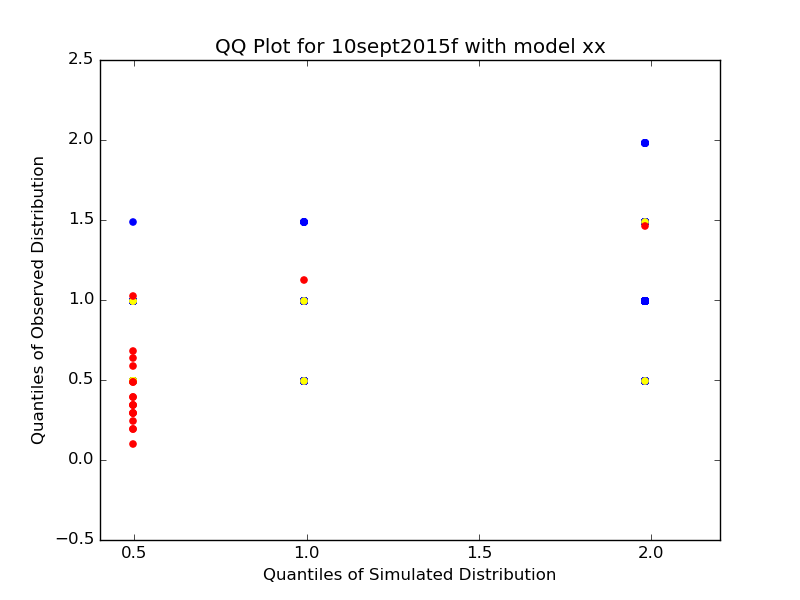 QQ Plot for 10sept2015f with model xx
2.5
2.0
1.5
1.0
0.5
0.0
−0.5
Quantiles of Observed Distribution
0.5 1.0 1.5 2.0
Quantiles of Simulated Distribution